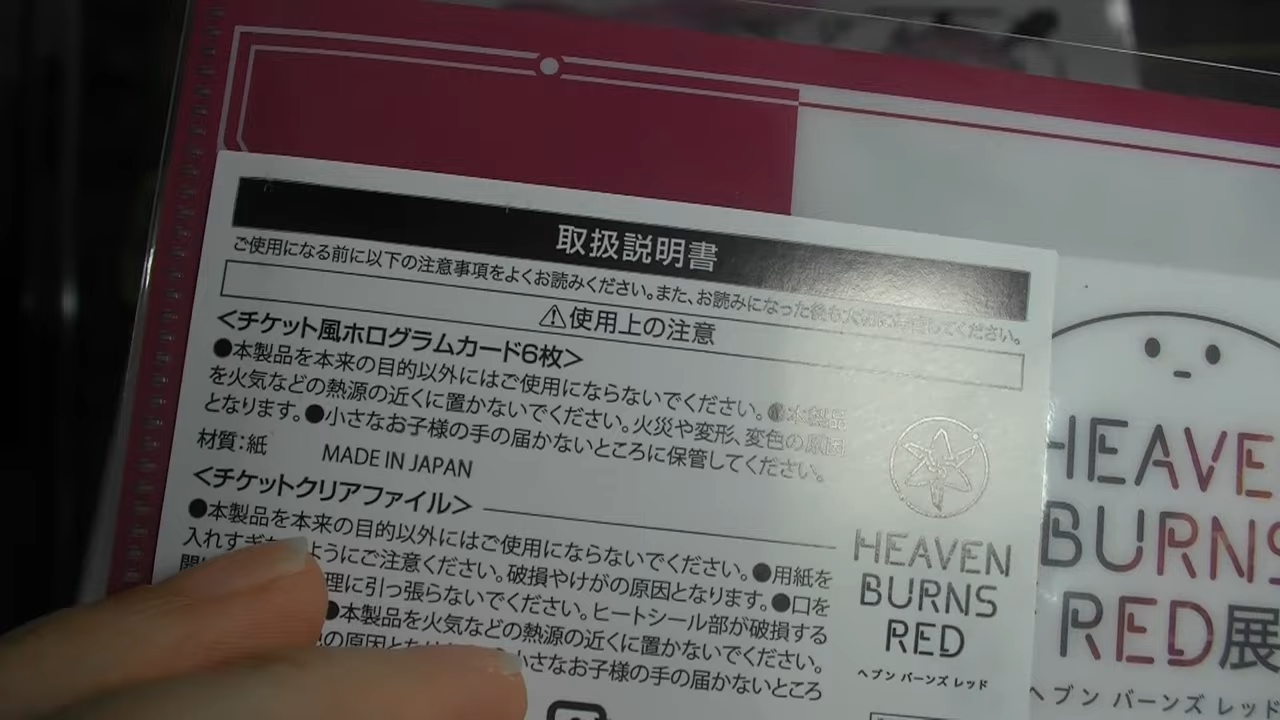 取扱説明書
ご使用になる前に以下の注意事項をよくお読みください。また、お読みになった後も大切に保管してください。
⚠使用上の注意
<チケット風ホログラムカード6枚>
●本製品を本来の目的以外にはご使用にならないでください。●本製品
を火気などの熱源の近くに置かないでください。火災や変形、変色の原因
となります。●小さなお子様の手の届かないところに保管してください。
材質:紙 MADE IN JAPAN
<チケットクリアファイル>
●本製品を本来の目的以外にはご使用にならないでください。●用紙を
入れすぎ ようにご注意ください。破損やけがの原因となります。●口を
理に引っ張らないでください。ヒートシール部が破損する
●本製品を火気などの熱源の近くに置かないでください。
の原因と 小さなお子様の手の届かないところ
HEAVEN
BURNS
RED
ヘブン バーンズ レッド
HEAVE
BURNS
RED展
ヘブン バーンズ レッド